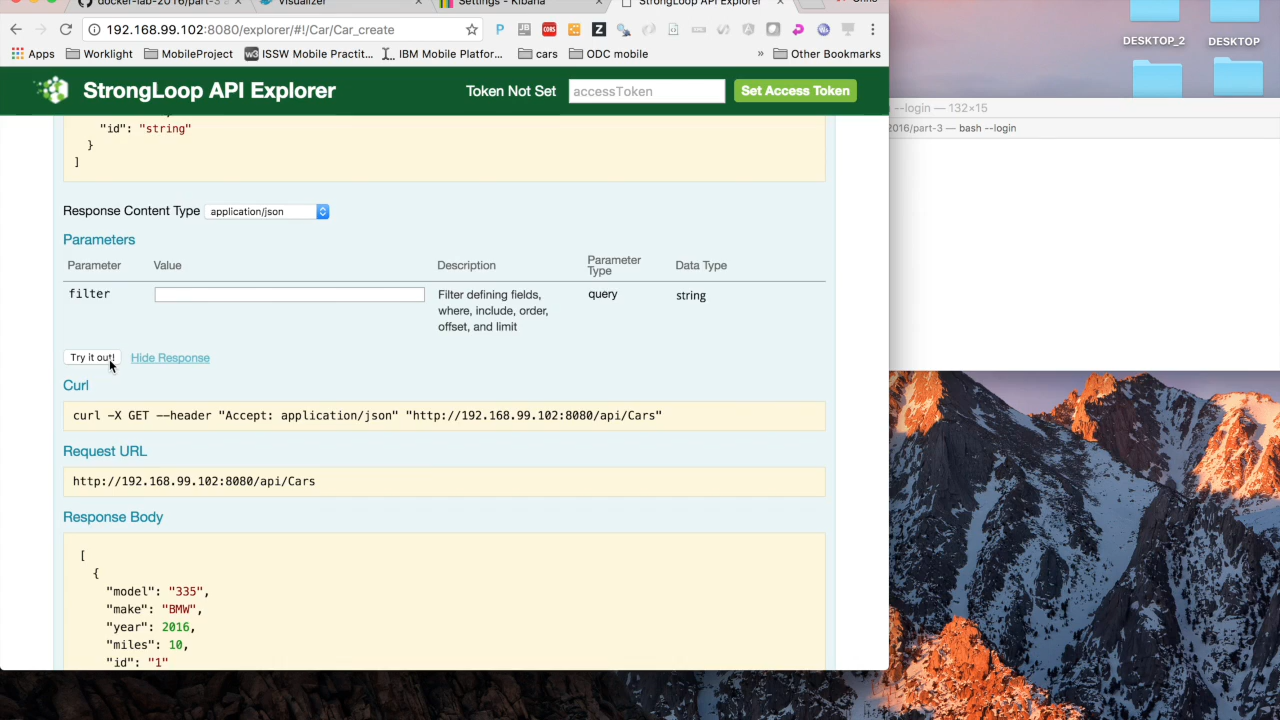 docker-lab-2016/part-3
Visualizer
Settings - Kibana
StrongLoop API Explorer
192.168.99.102:8080/explorer/#!/Car/Car_create
Apps
Worklight
MobileProject
w3
ISSW Mobile Practit...
IBM Mobile Platfor...
cars
ODC mobile
»
Other Bookmarks
StrongLoop API Explorer
Token Not Set
accessToken
Set Access Token
"id": "string"
}
]
Response Content Type
application/json
Parameters
Parameter
Value
Description
Parameter
Type
Data Type
filter
Filter defining fields,
where, include, order,
offset, and limit
query
string
Try it out!
Hide Response
Curl
curl -X GET --header "Accept: application/json" "http://192.168.99.102:8080/api/Cars"
Request URL
http://192.168.99.102:8080/api/Cars
Response Body
[
{
"model": "335",
"make": "BMW",
"year": 2016,
"miles": 10,
"id": "1"
DESKTOP_2
DESKTOP
--login — 132×15
2016/part-3 — bash --login